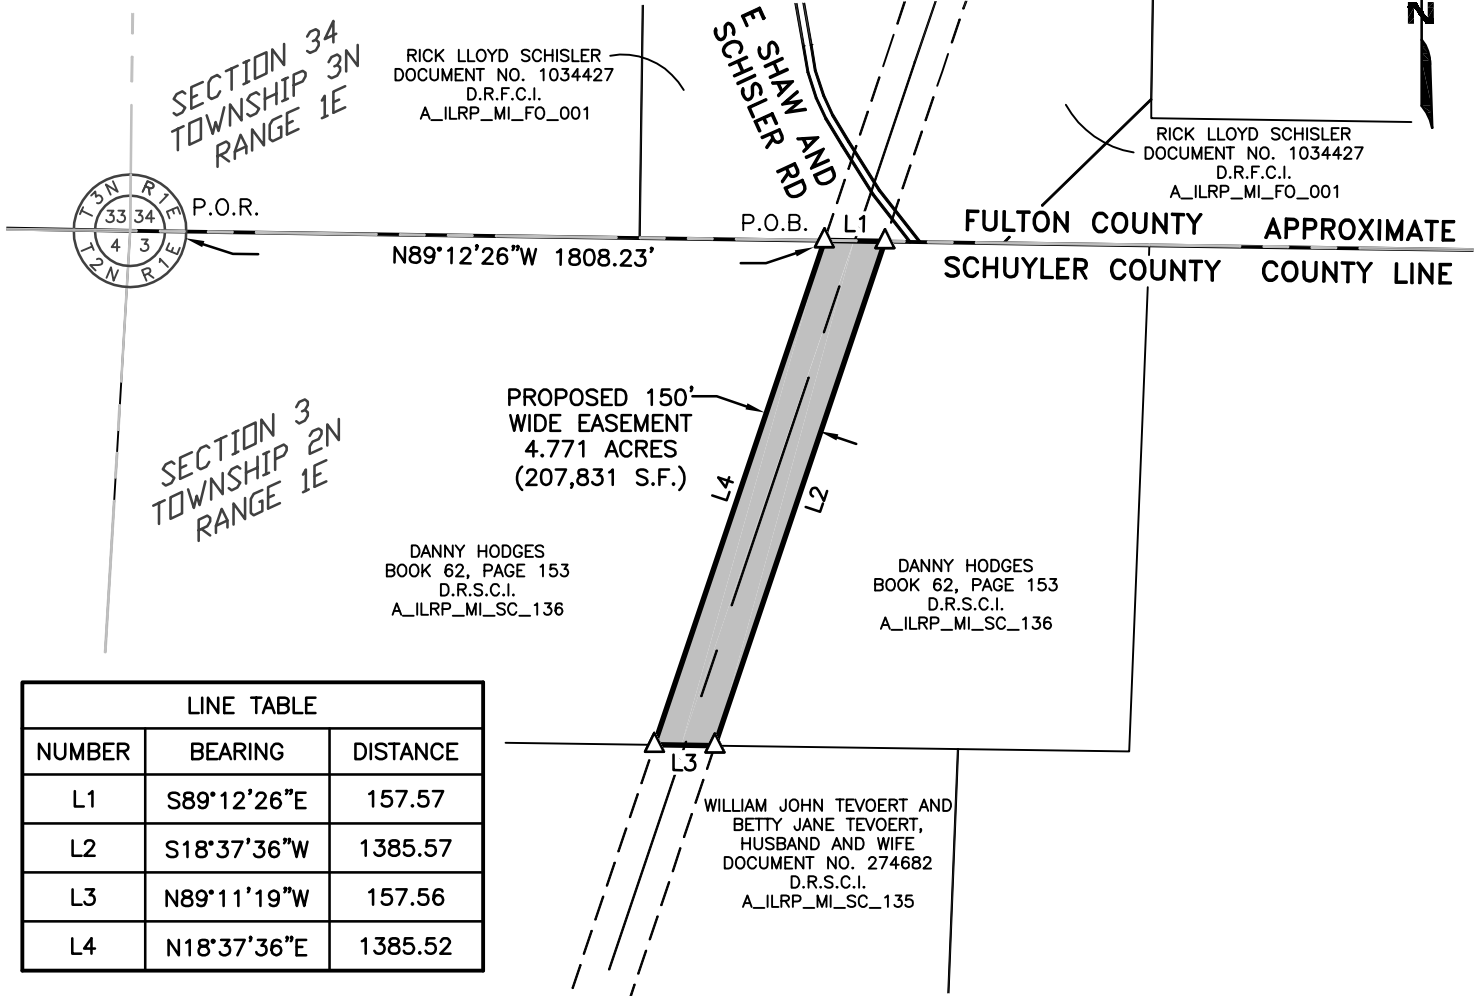 N
SECTION 34
TOWNSHIP 3N
RANGE 1E
RICK LLOYD SCHISLER
DOCUMENT NO. 1034427
D.R.F.C.I.
A_ILRP_MI_FO_001
E SHAW AND
SCHISLER RD
RICK LLOYD SCHISLER
DOCUMENT NO. 1034427
D.R.F.C.I.
A_ILRP_MI_FO_001
T3N R1E
33 34
4 3
T2N R1E
P.O.R.
P.O.B.
L1
FULTON COUNTY
APPROXIMATE
N89°12'26"W 1808.23'
SCHUYLER COUNTY
COUNTY LINE
SECTION 3
TOWNSHIP 2N
RANGE 1E
PROPOSED 150'
WIDE EASEMENT
4.771 ACRES
(207,831 S.F.)
L4
L2
DANNY HODGES
BOOK 62, PAGE 153
D.R.S.C.I.
A_ILRP_MI_SC_136
DANNY HODGES
BOOK 62, PAGE 153
D.R.S.C.I.
A_ILRP_MI_SC_136
L3
WILLIAM JOHN TEVOERT AND
BETTY JANE TEVOERT,
HUSBAND AND WIFE
DOCUMENT NO. 274682
D.R.S.C.I.
A_ILRP_MI_SC_135
LINE TABLE
NUMBER BEARING DISTANCE
L1 S89°12'26"E 157.57
L2 S18°37'36"W 1385.57
L3 N89°11'19"W 157.56
L4 N18°37'36"E 1385.52